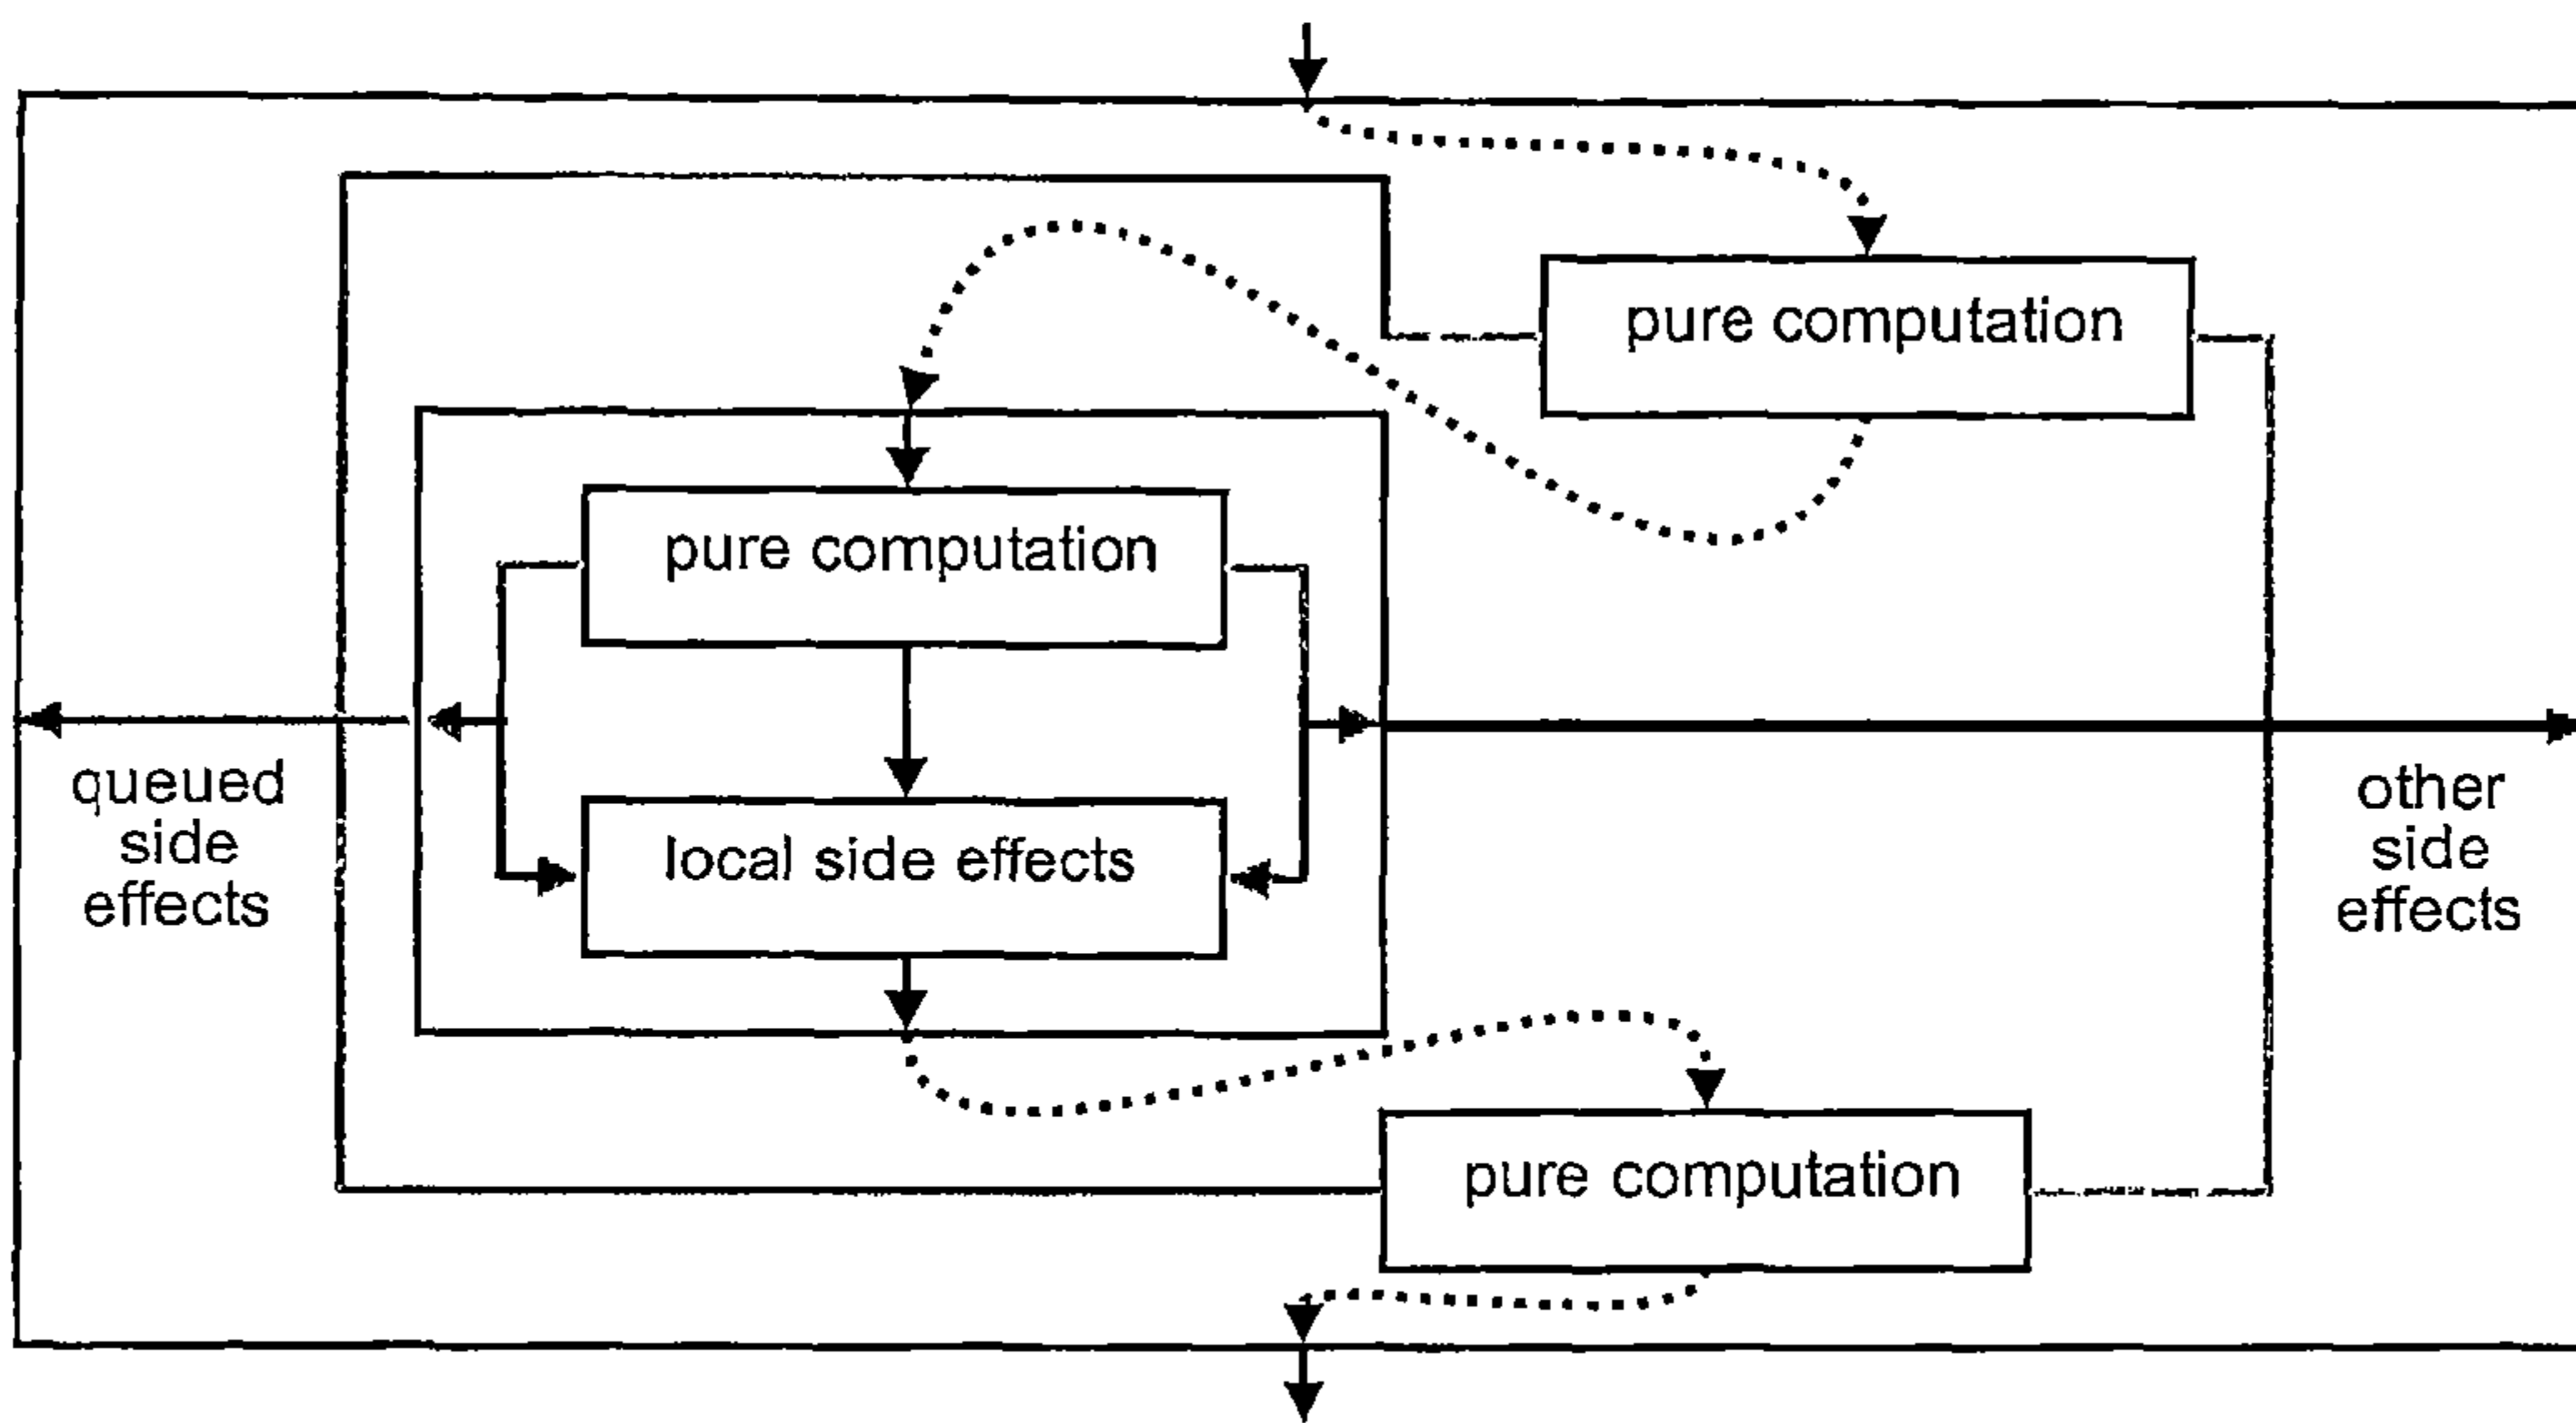 pure computation
pure computation
queued
side
effects
local side effects
other
side
effects
pure computation